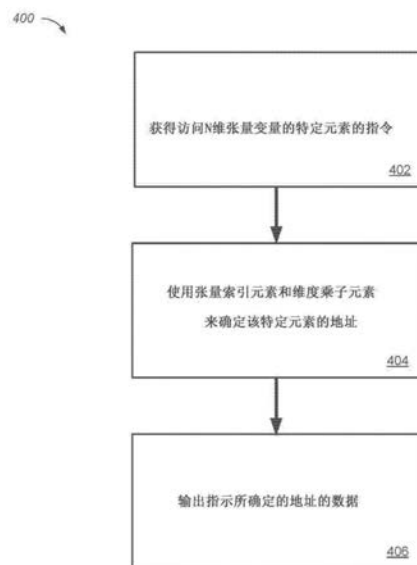 400
获得访问N维张量变量的特定元素的指令
402
使用张量索引元素和维度乘子元素
来确定该特定元素的地址
404
输出指示所确定的地址的数据
406